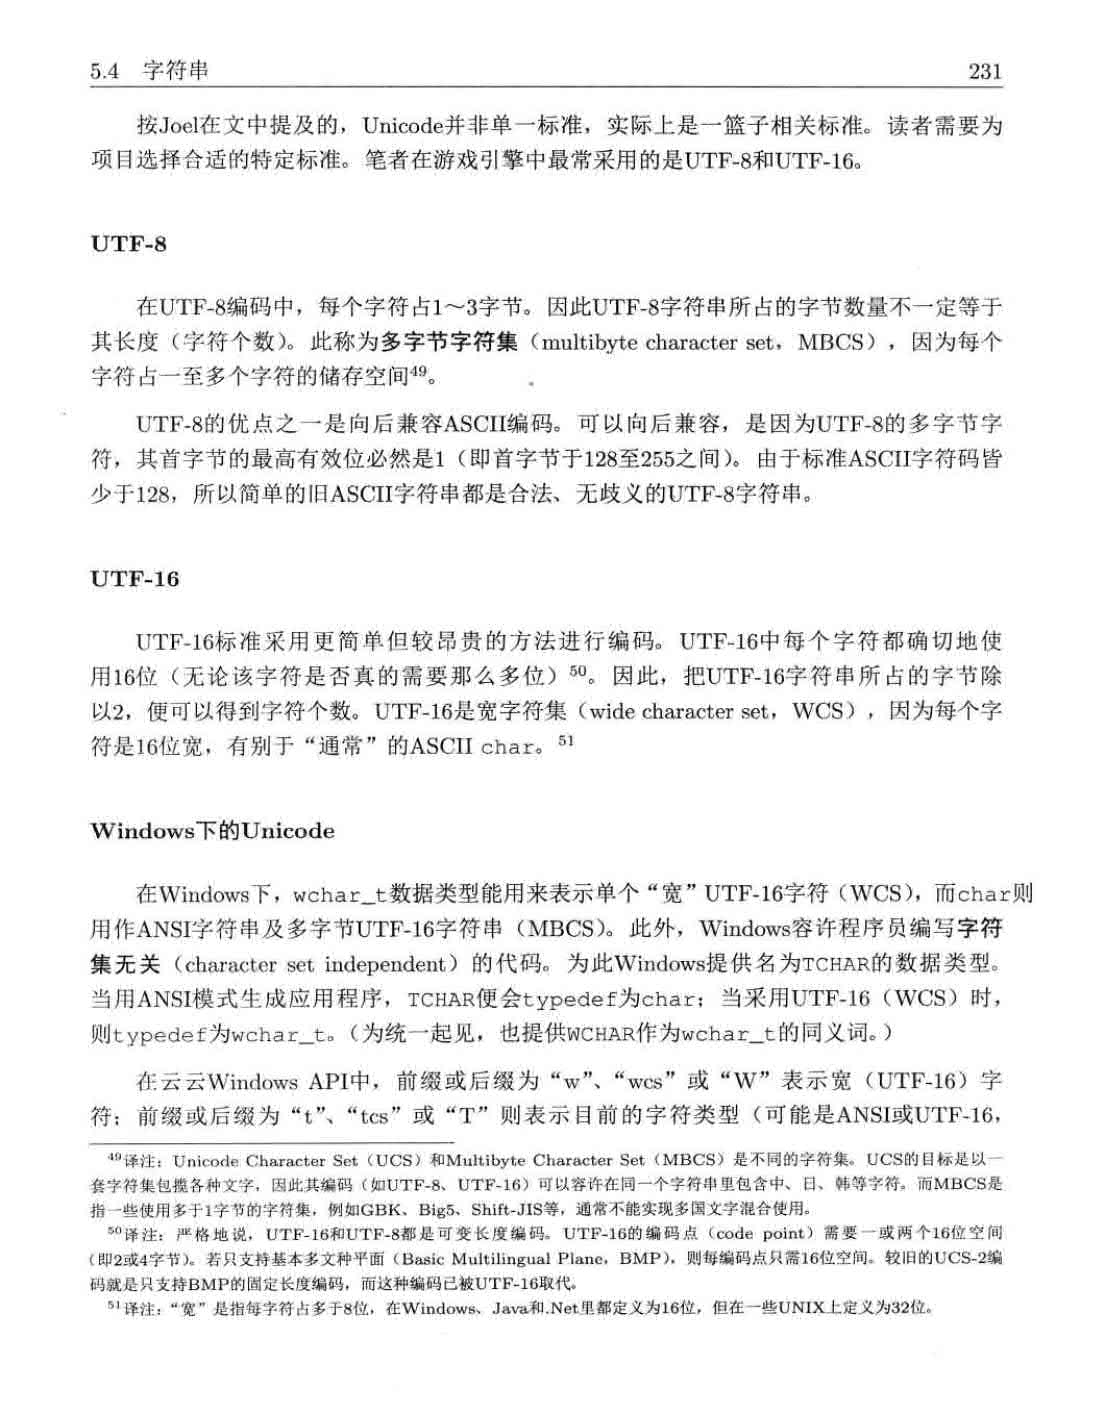 5.4 字符串 231
按Joel在文中提及的，Unicode并非单一标准，实际上是一篮子相关标准。读者需要为
项目选择合适的特定标准。笔者在游戏引擎中最常采用的是UTF-8和UTF-16。
UTF-8
在UTF-8编码中，每个字符占1～3字节。因此UTF-8字符串所占的字节数量不一定等于
其长度（字符个数）。此称为多字节字符集（multibyte character set，MBCS），因为每个
字符占一至多个字符的储存空间49。
UTF-8的优点之一是向后兼容ASCII编码。可以向后兼容，是因为UTF-8的多字节字
符，其首字节的最高有效位必然是1（即首字节于128至255之间）。由于标准ASCII字符码皆
少于128，所以简单的旧ASCII字符串都是合法、无歧义的UTF-8字符串。
UTF-16
UTF-16标准采用更简单但较昂贵的方法进行编码。UTF-16中每个字符都确切地使
用16位（无论该字符是否真的需要那么多位）50。因此，把UTF-16字符串所占的字节除
以2，便可以得到字符个数。UTF-16是宽字符集（wide character set，WCS），因为每个字
符是16位宽，有别于“通常”的ASCII char。51
Windows下的Unicode
在Windows下，wchar_t数据类型能用来表示单个“宽”UTF-16字符（WCS），而char则
用作ANSI字符串及多字节UTF-16字符串（MBCS）。此外，Windows容许程序员编写字符
集无关（character set independent）的代码。为此Windows提供名为TCHAR的数据类型。
当用ANSI模式生成应用程序，TCHAR便会typedef为char；当采用UTF-16（WCS）时，
则typedef为wchar_t。（为统一起见，也提供WCHAR作为wchar_t的同义词。）
在云云Windows API中，前缀或后缀为“w”、“wcs”或“W”表示宽（UTF-16）字
符；前缀或后缀为“t”、“tcs”或“T”则表示目前的字符类型（可能是ANSI或UTF-16，
49译注：Unicode Character Set（UCS）和Multibyte Character Set（MBCS）是不同的字符集。UCS的目标是以一
套字符集包揽各种文字，因此其编码（如UTF-8、UTF-16）可以容许在同一个字符串里包含中、日、韩等字符。而MBCS是
指一些使用多于1字节的字符集，例如GBK、Big5、Shift-JIS等，通常不能实现多国文字混合使用。
50译注：严格地说，UTF-16和UTF-8都是可变长度编码。UTF-16的编码点（code point）需要一或两个16位空间
（即2或4字节）。若只支持基本多文种平面（Basic Multilingual Plane，BMP），则每编码点只需16位空间。较旧的UCS-2编
码就是只支持BMP的固定长度编码，而这种编码已被UTF-16取代。
51译注：“宽”是指每字符占多于8位，在Windows、Java和.Net里都定义为16位，但在一些UNIX上定义为32位。